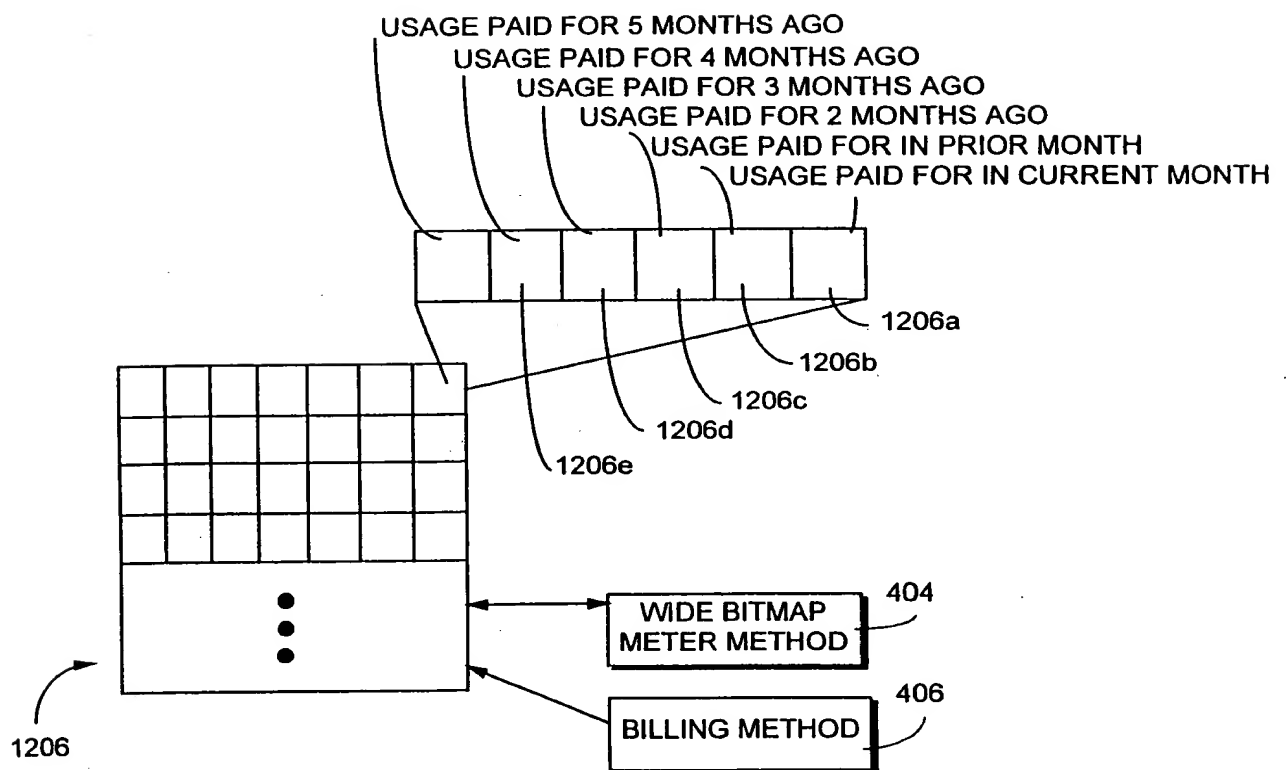 USAGE PAID FOR 5 MONTHS AGO
USAGE PAID FOR 4 MONTHS AGO
USAGE PAID FOR 3 MONTHS AGO
USAGE PAID FOR 2 MONTHS AGO
USAGE PAID FOR IN PRIOR MONTH
USAGE PAID FOR IN CURRENT MONTH
1206a
1206b
1206c
1206d
1206e
404
WIDE BITMAP
METER METHOD
406
BILLING METHOD
1206